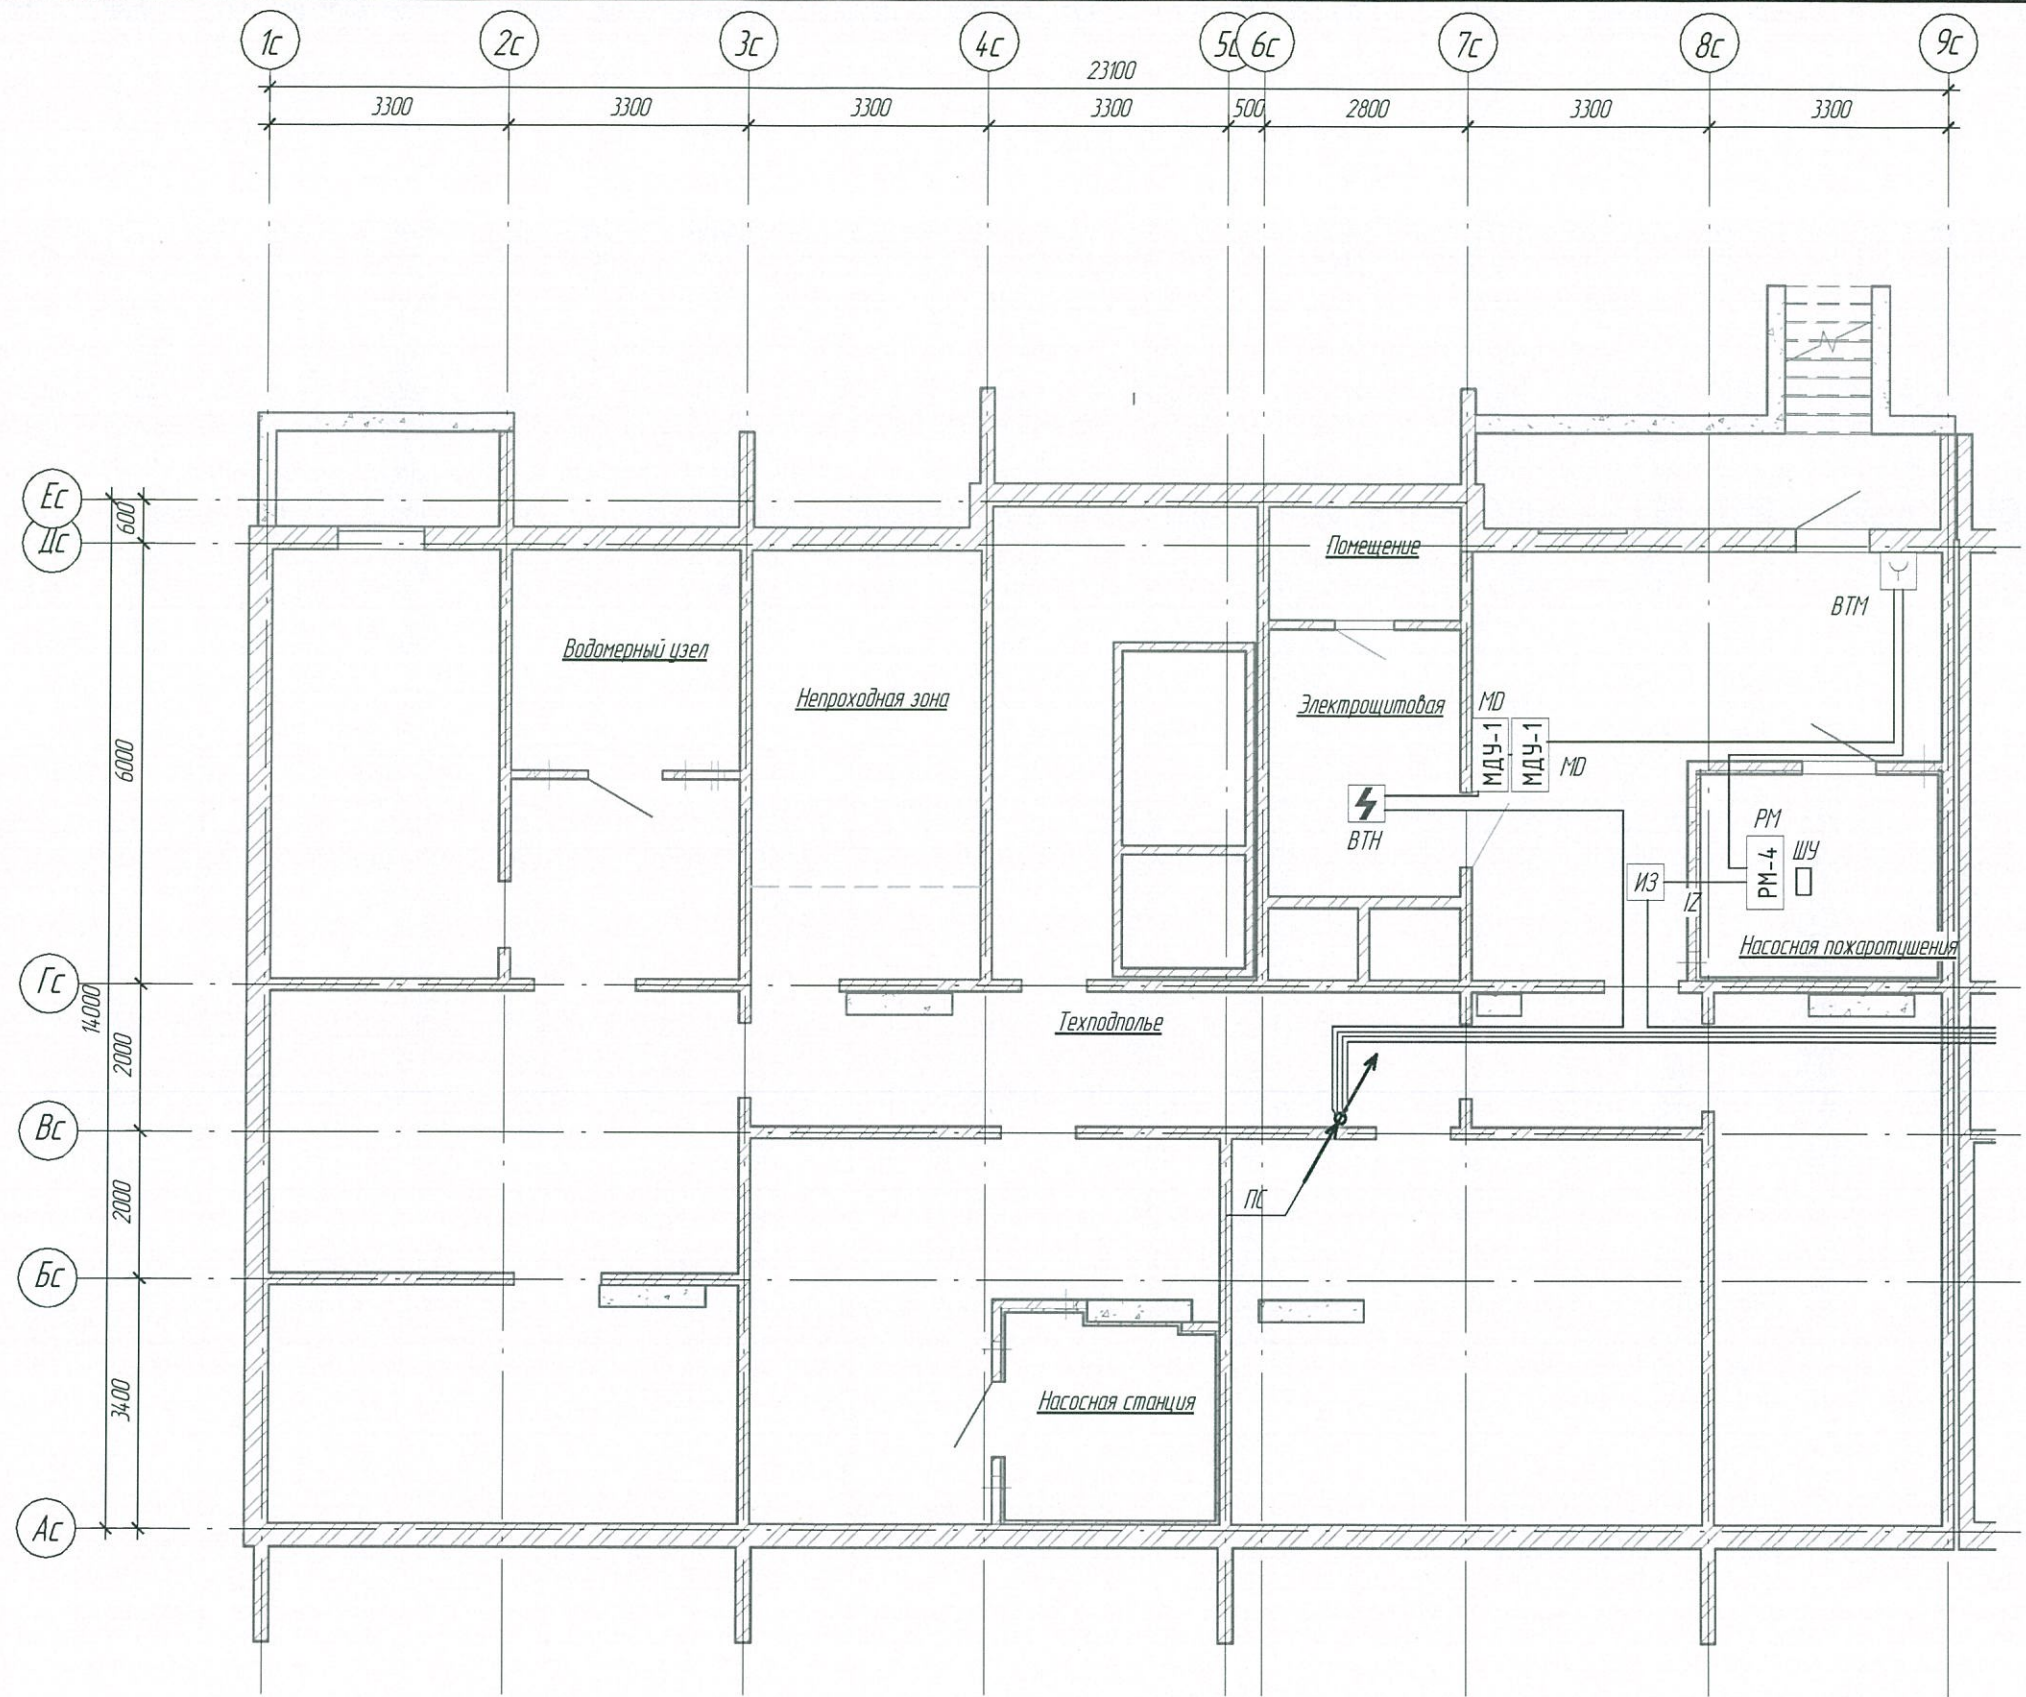 1с 2с 3с 4с 5с 6с 7с 8с 9с
23100
3300 3300 3300 3300 500 2800 3300 3300
Ес
600
Дс
Помещение
ВТМ
Водомерный узел
Непроходная зона
Электрощитовая
MD
МДУ-1
МДУ-1
MD
6000
ВТН
РМ
РМ-4
ШУ
ИЗ
IZ
Насосная пожаротушения
Гс
14000
Техподполье
2000
Вс
2000
ПС
Бс
3400
Насосная станция
Ас